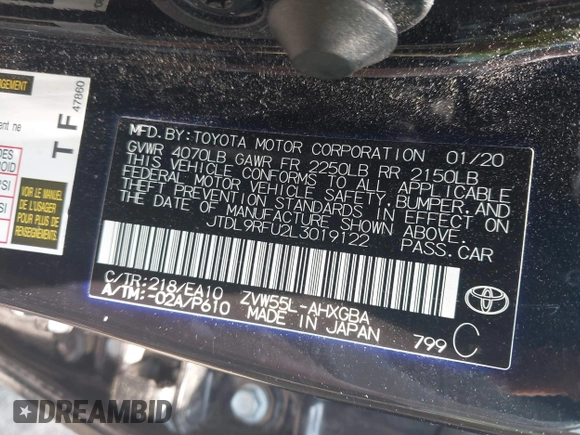 MFD.BY:TOYOTA MOTOR CORPORATION 01/20
GVWR 4070LB GAWR FR 2250LB RR 2150LB
THIS VEHICLE CONFORMS TO ALL APPLICABLE
FEDERAL MOTOR VEHICLE SAFETY,BUMPER,AND
THEFT PREVENTION STANDARDS IN EFFECT ON
THE DATE OF MANUFACTURE SHOWN ABOVE.
JTDL9RFU2L3019122 PASS.CAR
C/TR:218/EA10 ZVW55L-AHXGBA
A/TM:-02A/P610 MADE IN JAPAN
799 C
TOYOTA
T F
47860
VOIR LE MANUEL
DE L'USAGER
POUR PLUS DE
RENSEIGNEMENTS
PSI
PSI
DREAMBID